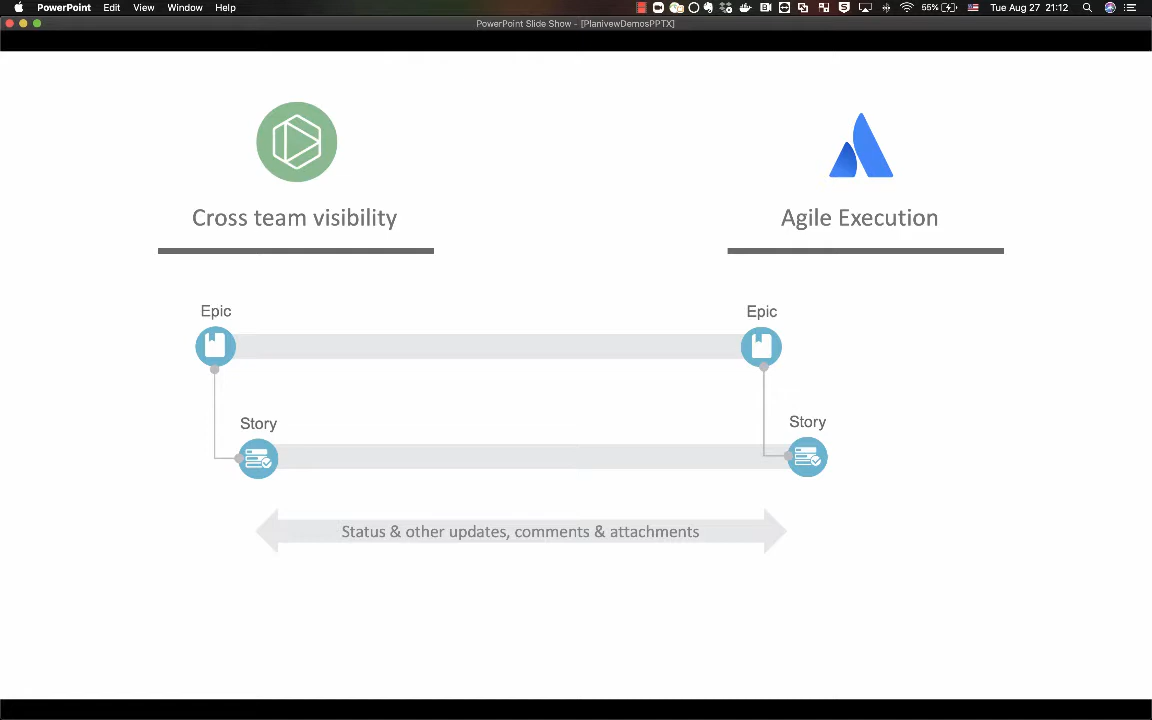 PowerPoint Edit View Window Help 55% Tue Aug 27 21:12
PowerPoint Slide Show - [PlanivewDemosPPTX]
Cross team visibility
Agile Execution
Epic
Epic
Story
Story
Status & other updates, comments & attachments